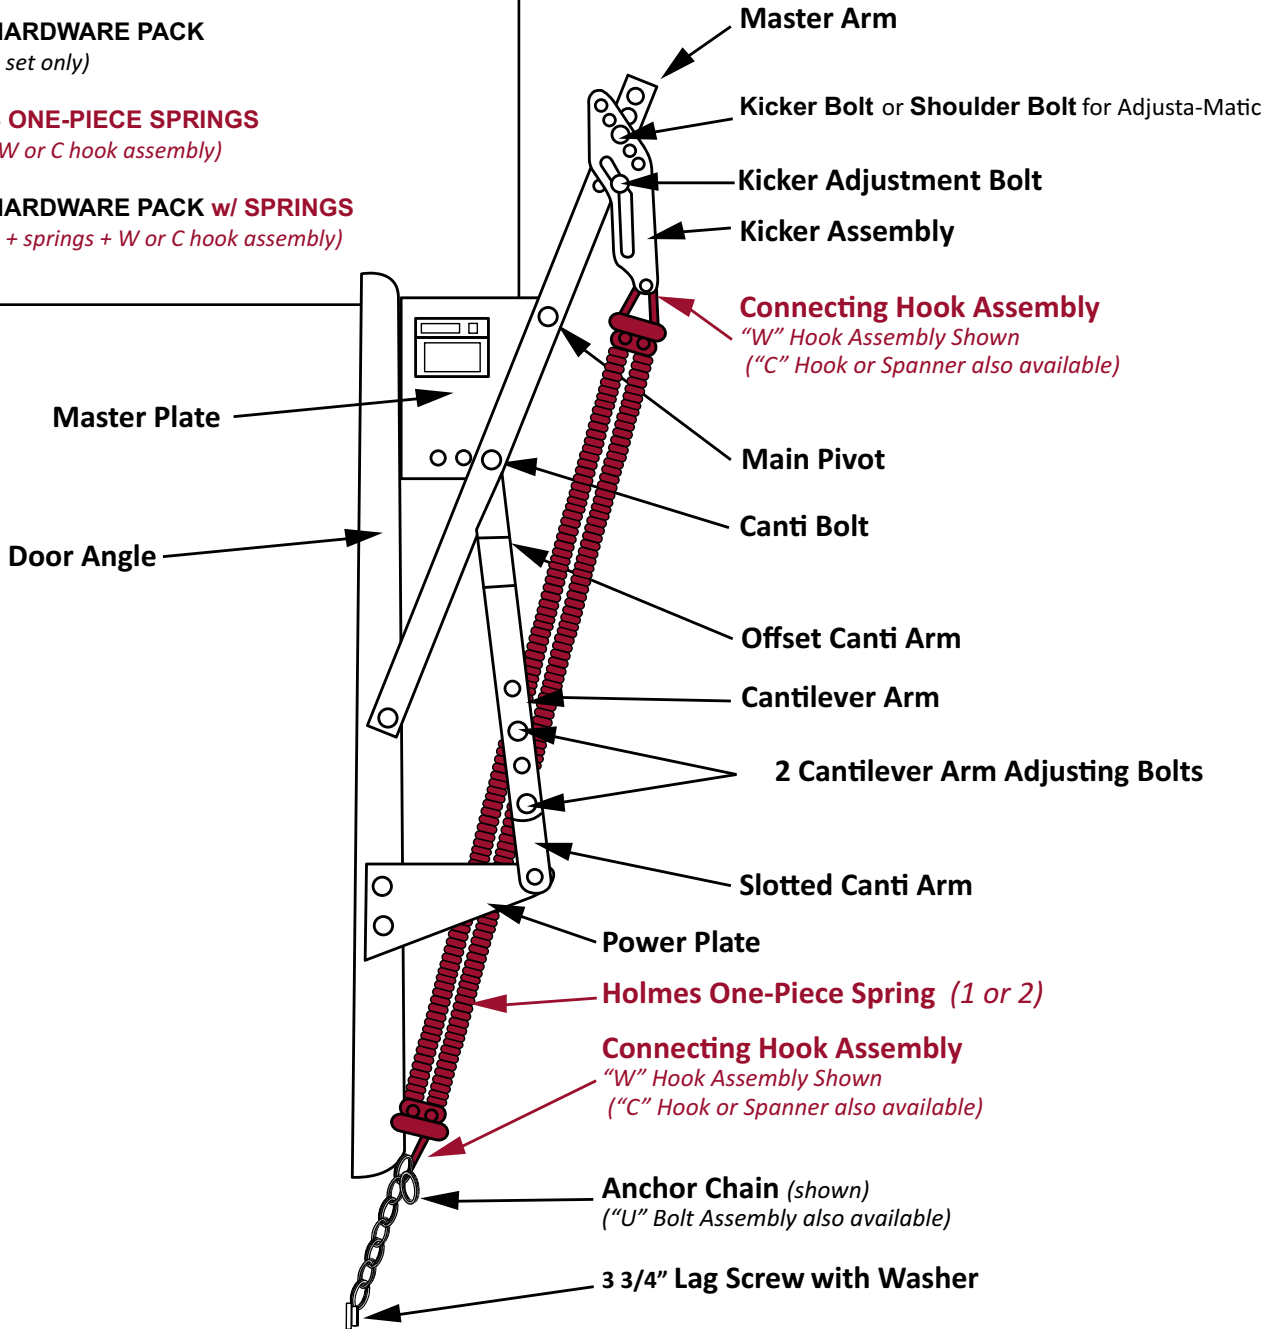 HARDWARE PACK
set only)
ONE-PIECE SPRINGS
W or C hook assembly)
HARDWARE PACK w/ SPRINGS
+ springs + W or C hook assembly)
Master Arm
Kicker Bolt or Shoulder Bolt for Adjusta-Matic
Kicker Adjustment Bolt
Kicker Assembly
Connecting Hook Assembly
“W” Hook Assembly Shown
(“C” Hook or Spanner also available)
Master Plate
Main Pivot
Canti Bolt
Door Angle
Offset Canti Arm
Cantilever Arm
2 Cantilever Arm Adjusting Bolts
Slotted Canti Arm
Power Plate
Holmes One-Piece Spring (1 or 2)
Connecting Hook Assembly
“W” Hook Assembly Shown
(“C” Hook or Spanner also available)
Anchor Chain (shown)
(“U” Bolt Assembly also available)
3 3/4” Lag Screw with Washer